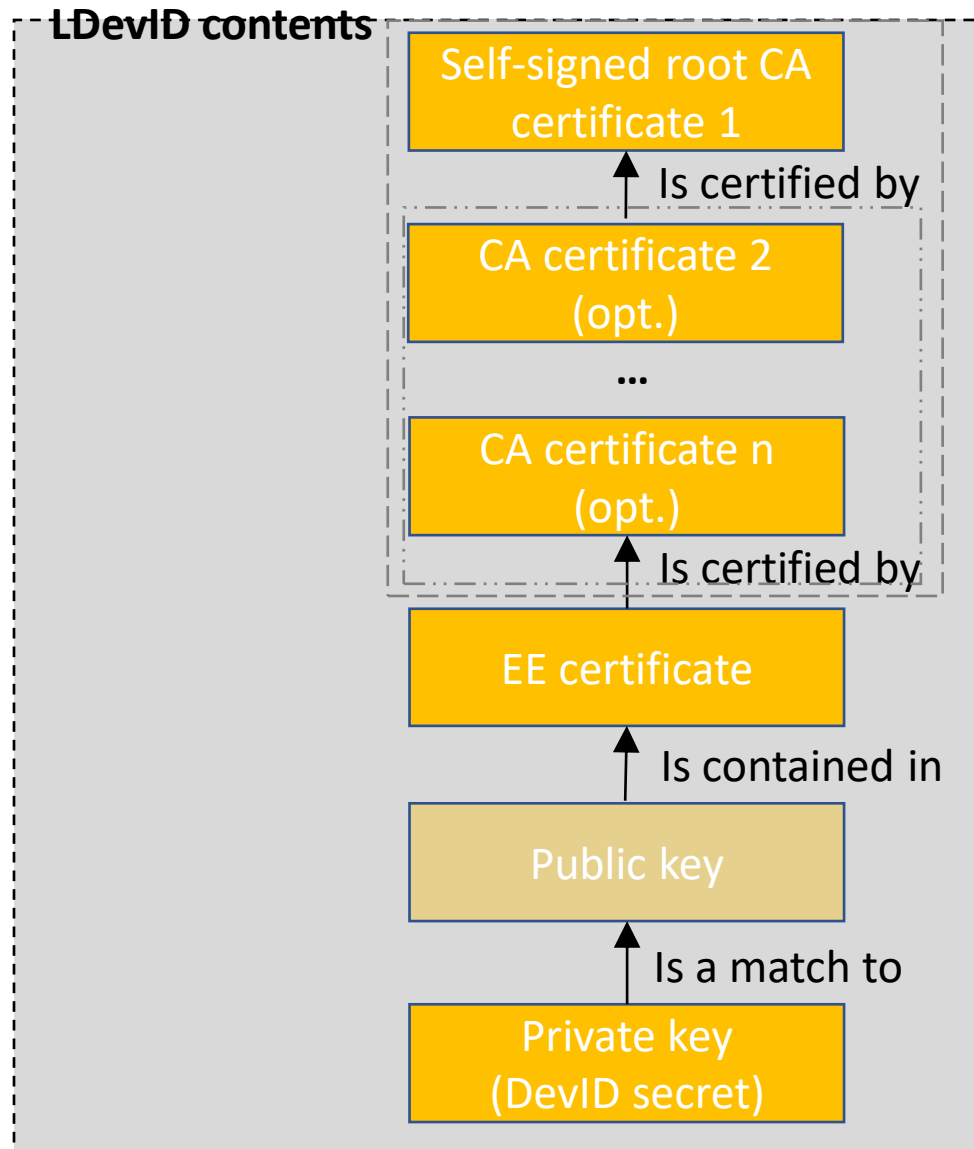 LDevID contents
Self-signed root CA
certificate 1
Is certified by
CA certificate 2
(opt.)
...
CA certificate n
(opt.)
Is certified by
EE certificate
Is contained in
Public key
Is a match to
Private key
(DevID secret)